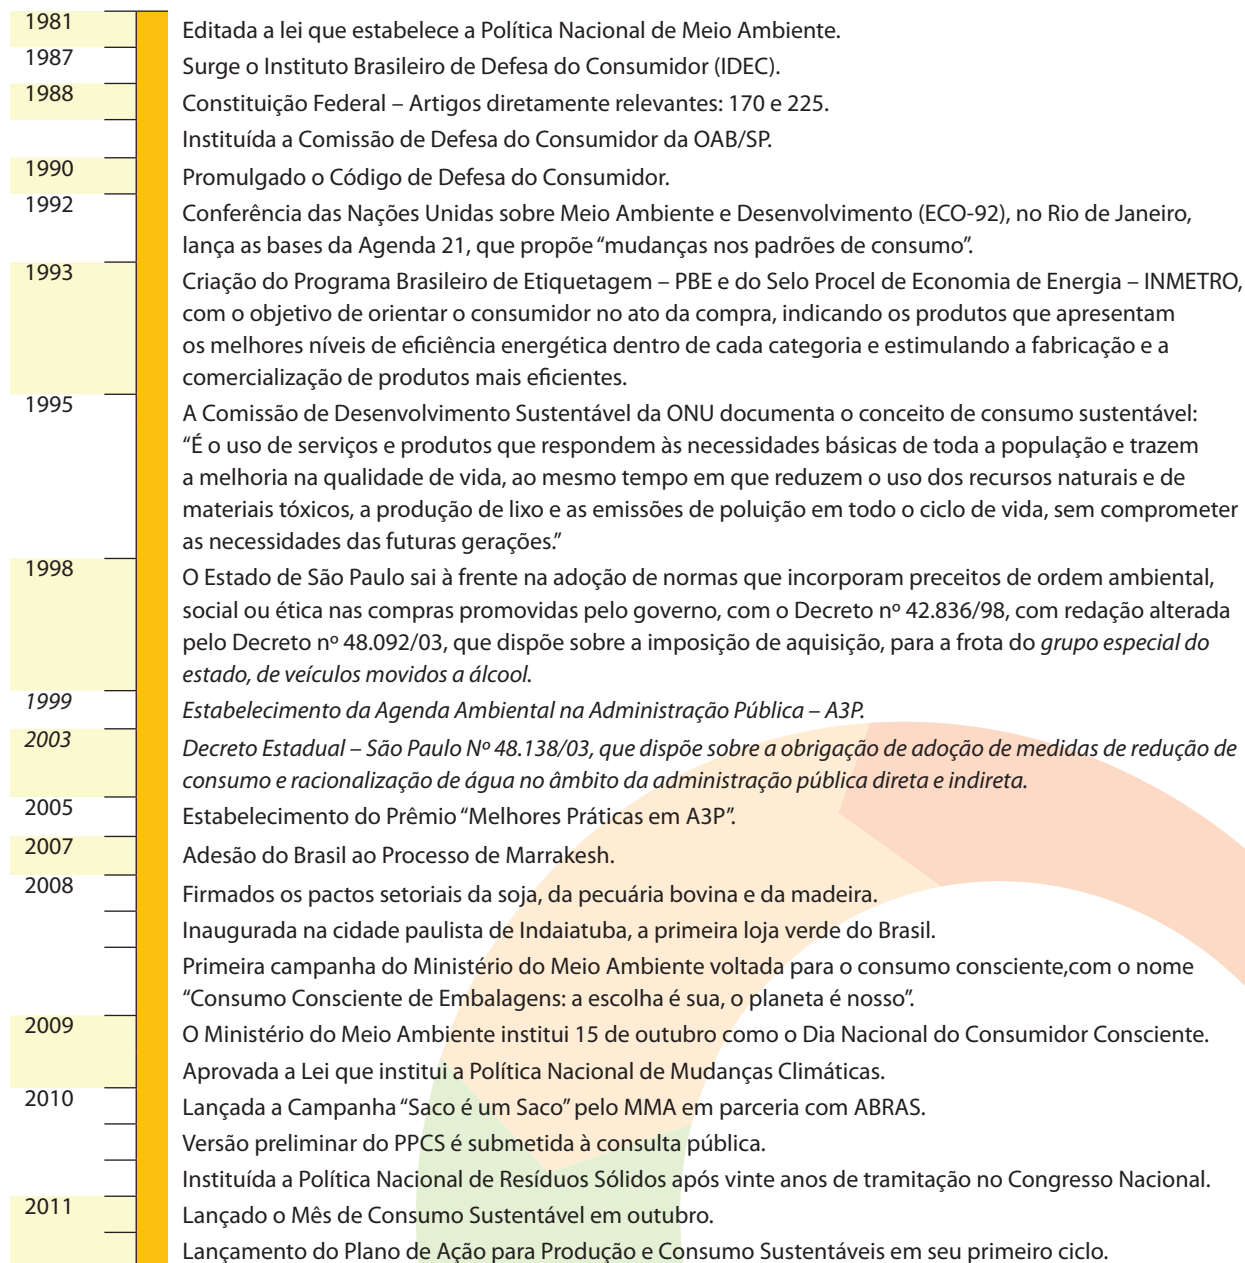 1981
Editada a lei que estabelece a Política Nacional de Meio Ambiente.
1987
Surge o Instituto Brasileiro de Defesa do Consumidor (IDEC).
1988
Constituição Federal – Artigos diretamente relevantes: 170 e 225.
Instituída a Comissão de Defesa do Consumidor da OAB/SP.
1990
Promulgado o Código de Defesa do Consumidor.
1992
Conferência das Nações Unidas sobre Meio Ambiente e Desenvolvimento (ECO-92), no Rio de Janeiro,
lança as bases da Agenda 21, que propõe “mudanças nos padrões de consumo”.
1993
Criação do Programa Brasileiro de Etiquetagem – PBE e do Selo Procel de Economia de Energia – INMETRO,
com o objetivo de orientar o consumidor no ato da compra, indicando os produtos que apresentam
os melhores níveis de eficiência energética dentro de cada categoria e estimulando a fabricação e a
comercialização de produtos mais eficientes.
1995
A Comissão de Desenvolvimento Sustentável da ONU documenta o conceito de consumo sustentável:
“É o uso de serviços e produtos que respondem às necessidades básicas de toda a população e trazem
a melhoria na qualidade de vida, ao mesmo tempo em que reduzem o uso dos recursos naturais e de
materiais tóxicos, a produção de lixo e as emissões de poluição em todo o ciclo de vida, sem comprometer
as necessidades das futuras gerações.”
1998
O Estado de São Paulo sai à frente na adoção de normas que incorporam preceitos de ordem ambiental,
social ou ética nas compras promovidas pelo governo, com o Decreto nº 42.836/98, com redação alterada
pelo Decreto nº 48.092/03, que dispõe sobre a imposição de aquisição, para a frota do grupo especial do
estado, de veículos movidos a álcool.
1999
Estabelecimento da Agenda Ambiental na Administração Pública – A3P.
2003
Decreto Estadual – São Paulo Nº 48.138/03, que dispõe sobre a obrigação de adoção de medidas de redução de
consumo e racionalização de água no âmbito da administração pública direta e indireta.
2005
Estabelecimento do Prêmio “Melhores Práticas em A3P”.
2007
Adesão do Brasil ao Processo de Marrakesh.
2008
Firmados os pactos setoriais da soja, da pecuária bovina e da madeira.
Inaugurada na cidade paulista de Indaiatuba, a primeira loja verde do Brasil.
Primeira campanha do Ministério do Meio Ambiente voltada para o consumo consciente,com o nome
“Consumo Consciente de Embalagens: a escolha é sua, o planeta é nosso”.
2009
O Ministério do Meio Ambiente institui 15 de outubro como o Dia Nacional do Consumidor Consciente.
Aprovada a Lei que institui a Política Nacional de Mudanças Climáticas.
2010
Lançada a Campanha “Saco é um Saco” pelo MMA em parceria com ABRAS.
Versão preliminar do PPCS é submetida à consulta pública.
Instituída a Política Nacional de Resíduos Sólidos após vinte anos de tramitação no Congresso Nacional.
2011
Lançado o Mês de Consumo Sustentável em outubro.
Lançamento do Plano de Ação para Produção e Consumo Sustentáveis em seu primeiro ciclo.